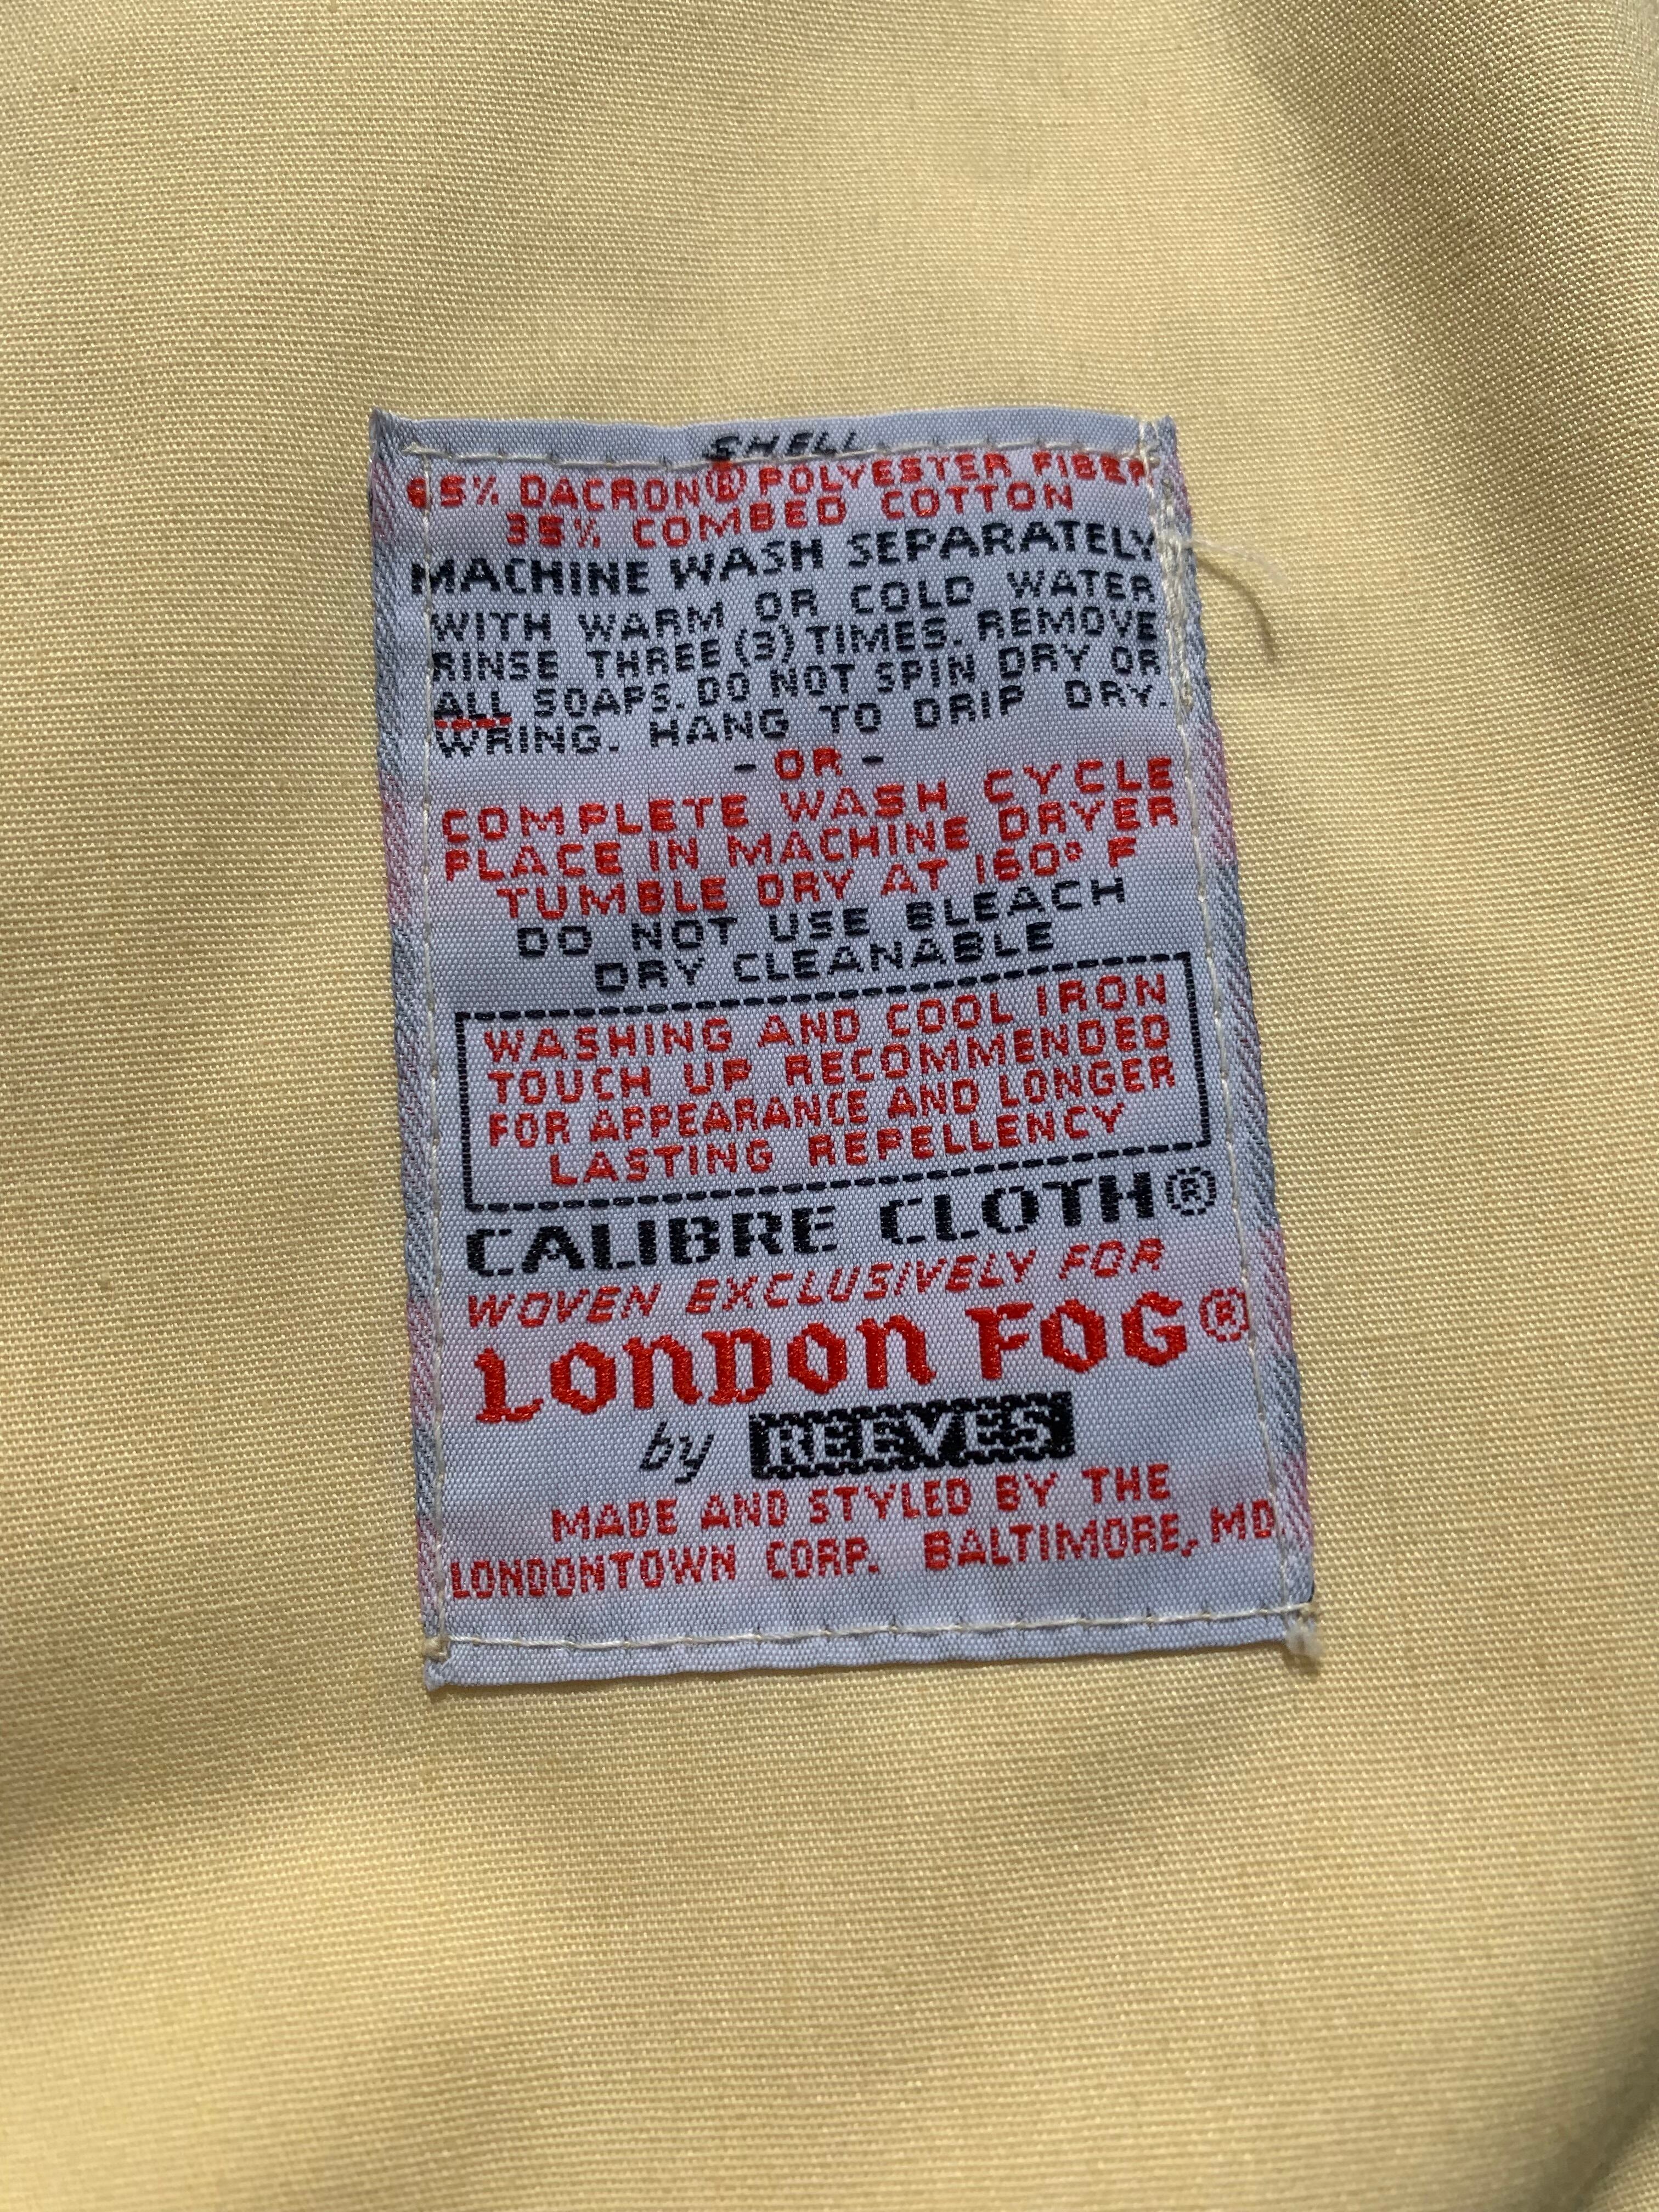 SHELL
65% DACRON® POLYESTER FIBER
35% COMBED COTTON
MACHINE WASH SEPARATELY
WITH WARM OR COLD WATER
RINSE THREE (3) TIMES. REMOVE
ALL SOAPS. DO NOT SPIN DRY OR
WRING. HANG TO DRIP DRY.
- OR -
COMPLETE WASH CYCLE
PLACE IN MACHINE DRYER
TUMBLE DRY AT 160° F
DO NOT USE BLEACH
DRY CLEANABLE
WASHING AND COOL IRON
TOUCH UP RECOMMENDED
FOR APPEARANCE AND LONGER
LASTING REPELLENCY
CALIBRE CLOTH®
WOVEN EXCLUSIVELY FOR
LONDON FOG®
by REEVES
MADE AND STYLED BY THE
LONDONTOWN CORP. BALTIMORE, MD.